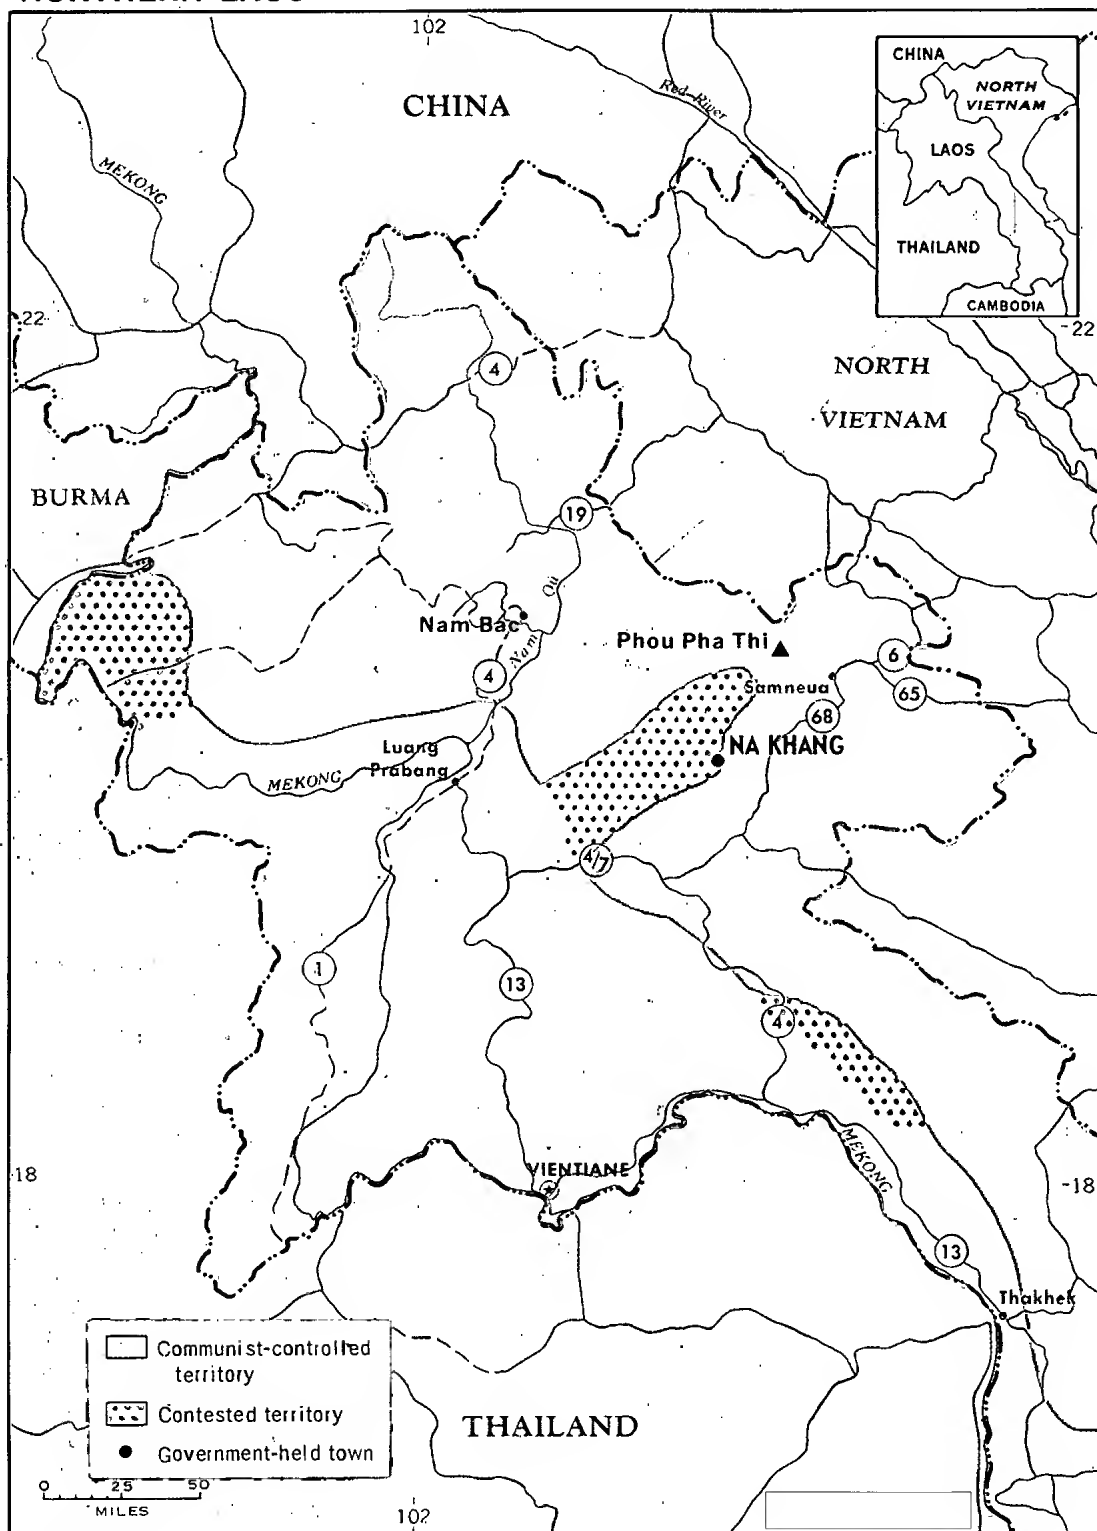 NORTHERN LAOS
102
CHINA
Red River
MEKONG
CHINA
NORTH
VIETNAM
LAOS
THAILAND
CAMBODIA
22
22
4
NORTH
VIETNAM
BURMA
19
Nam Bac
Nam Ou
Phou Pha Thi
6
4
Samneua
65
68
NA KHANG
Luang
Prabang
MEKONG
4/7
1
13
4
MEKONG
18
VIENTIANE
18
13
Thakhek
Communist-controlled
territory
Contested territory
Government-held town
THAILAND
0 25 50
MILES
102